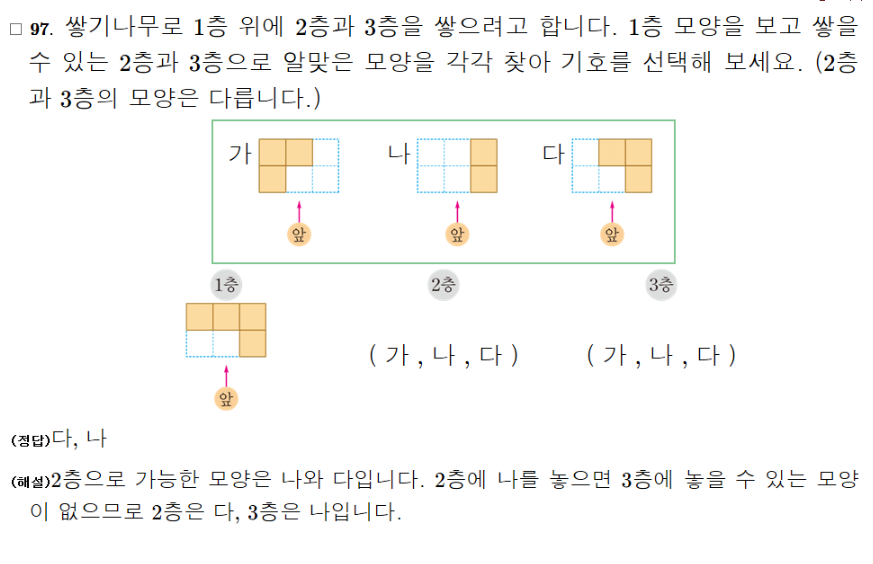 □ 97. 쌓기나무로 1층 위에 2층과 3층을 쌓으려고 합니다. 1층 모양을 보고 쌓을
수 있는 2층과 3층으로 알맞은 모양을 각각 찾아 기호를 선택해 보세요. (2층
과 3층의 모양은 다릅니다.)
가 나 다
앞 앞 앞
1층 2층 3층
( 가 , 나 , 다 ) ( 가 , 나 , 다 )
앞
(정답)다, 나
(해설)2층으로 가능한 모양은 나와 다입니다. 2층에 나를 놓으면 3층에 놓을 수 있는 모양
이 없으므로 2층은 다, 3층은 나입니다.